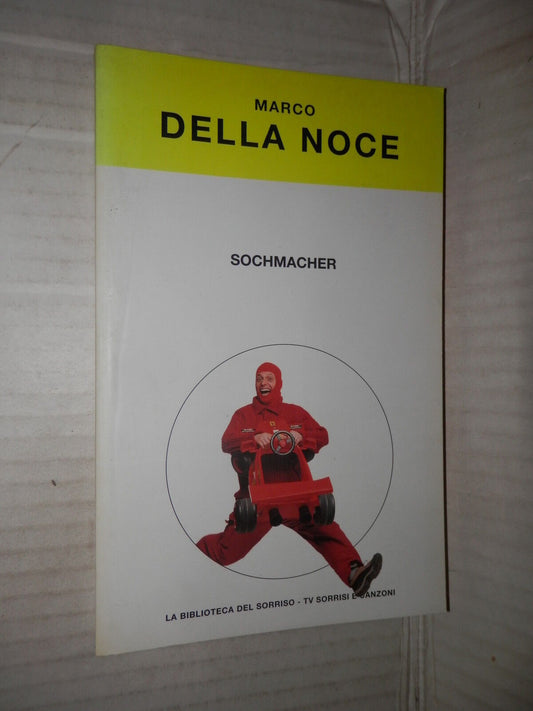 MARCO
DELLA NOCE
SOCHMACHER
LA BIBLIOTECA DEL SORRISO - TV SORRISI E CANZONI